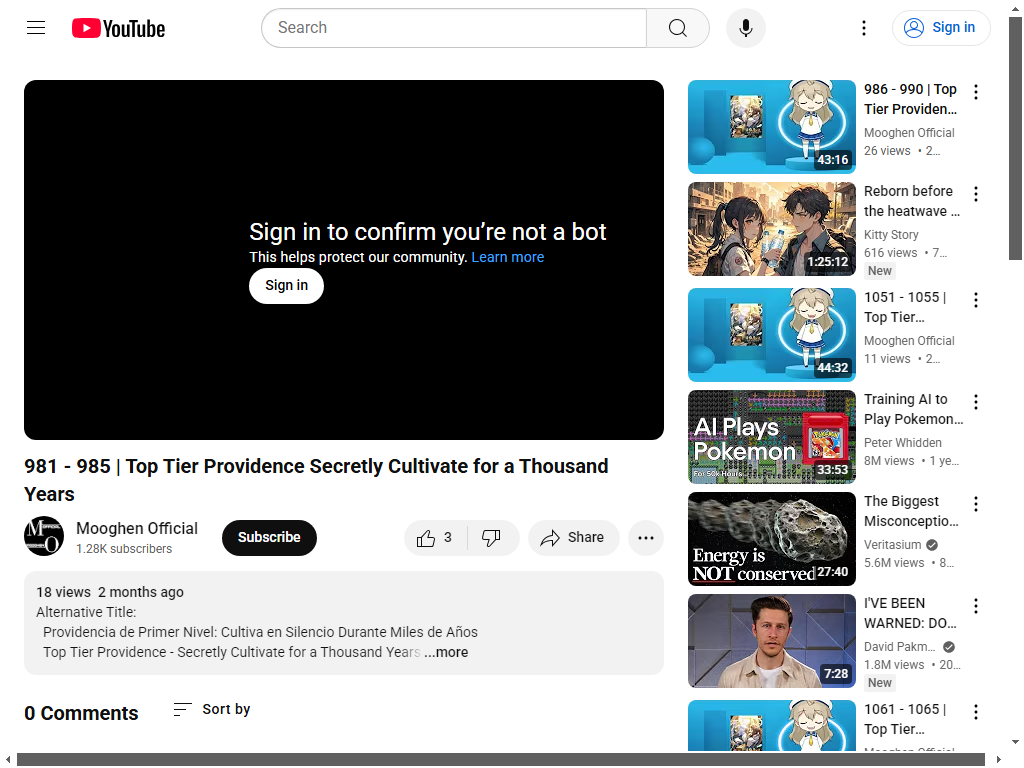 YouTube
Search
Sign in
Sign in to confirm you’re not a bot
This helps protect our community. Learn more
Sign in
981 - 985 | Top Tier Providence Secretly Cultivate for a Thousand
Years
Mooghen Official
1.28K subscribers
Subscribe
3
Share
18 views 2 months ago
Alternative Title:
Providencia de Primer Nivel: Cultiva en Silencio Durante Miles de Años
Top Tier Providence - Secretly Cultivate for a Thousand Years ...more
0 Comments
Sort by
43:16
986 - 990 | Top
Tier Providen...
Mooghen Official
26 views • 2...
1:25:12
Reborn before
the heatwave ...
Kitty Story
616 views • 7...
New
44:32
1051 - 1055 |
Top Tier...
Mooghen Official
11 views • 2...
AI Plays
Pokemon
For 50k Hours
33:53
Training AI to
Play Pokemon...
Peter Whidden
8M views • 1 ye...
Energy is
NOT conserved
27:40
The Biggest
Misconceptio...
Veritasium
5.6M views • 8...
7:28
I'VE BEEN
WARNED: DO...
David Pakm...
1.8M views • 20...
New
1061 - 1065 |
Top Tier...
Mooghen Official